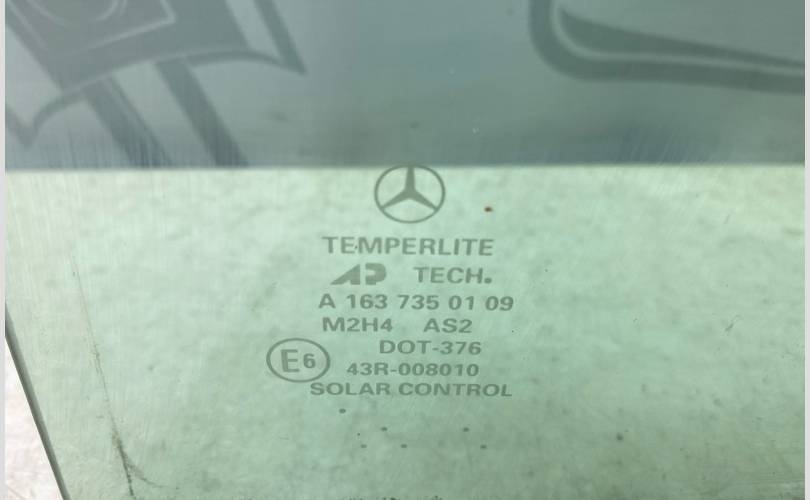 TEMPERLITE
AP TECH.
A 163 735 01 09
M2H4 AS2
DOT-376
E6
43R-008010
SOLAR CONTROL